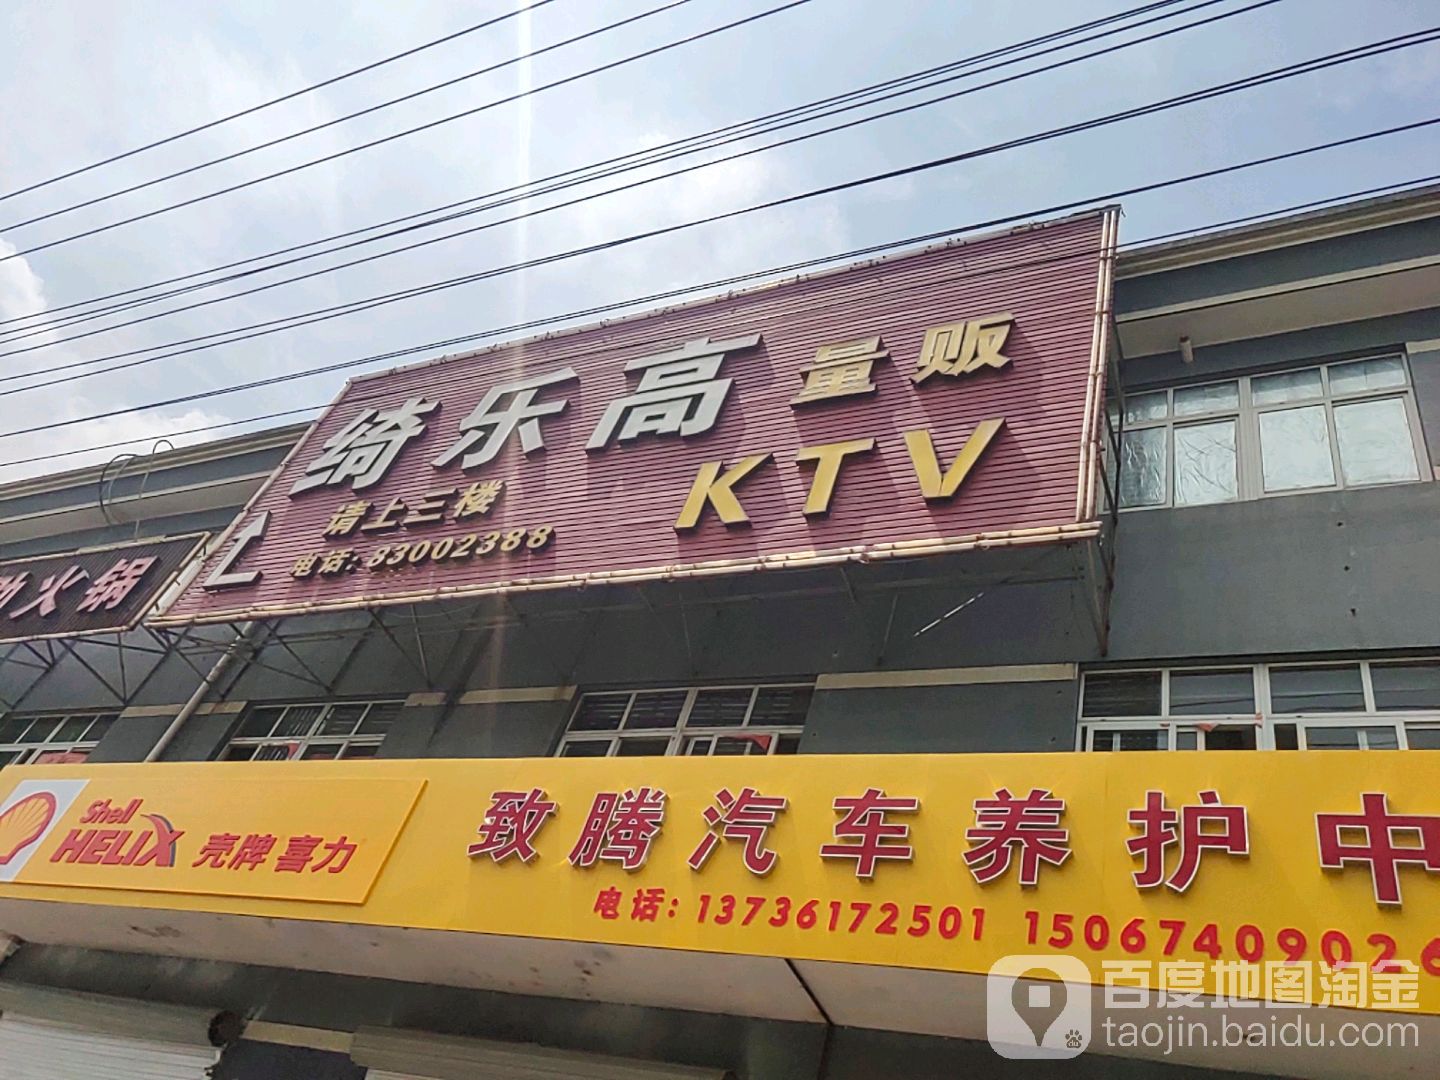 绮乐高 量贩
KTV
请上三楼
电话:83002388
火锅
Shell
HELIX 壳牌 喜力
致腾汽车养护中
电话:13736172501 15067409026
百度地图淘金
taojin.baidu.com